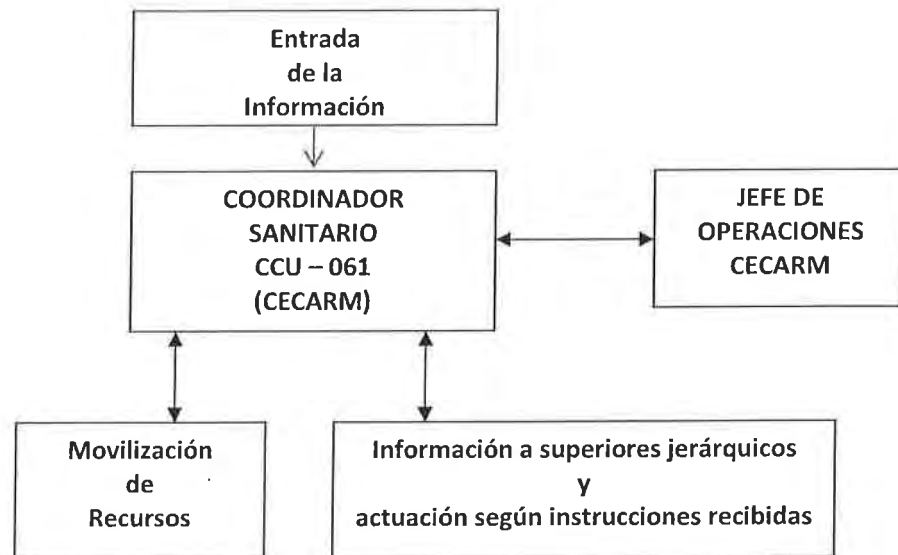 Entrada
de la
Información
COORDINADOR
SANITARIO
CCU – 061
(CECARM)
JEFE DE
OPERACIONES
CECARM
Movilización
de
Recursos
Información a superiores jerárquicos
y
actuación según instrucciones recibidas